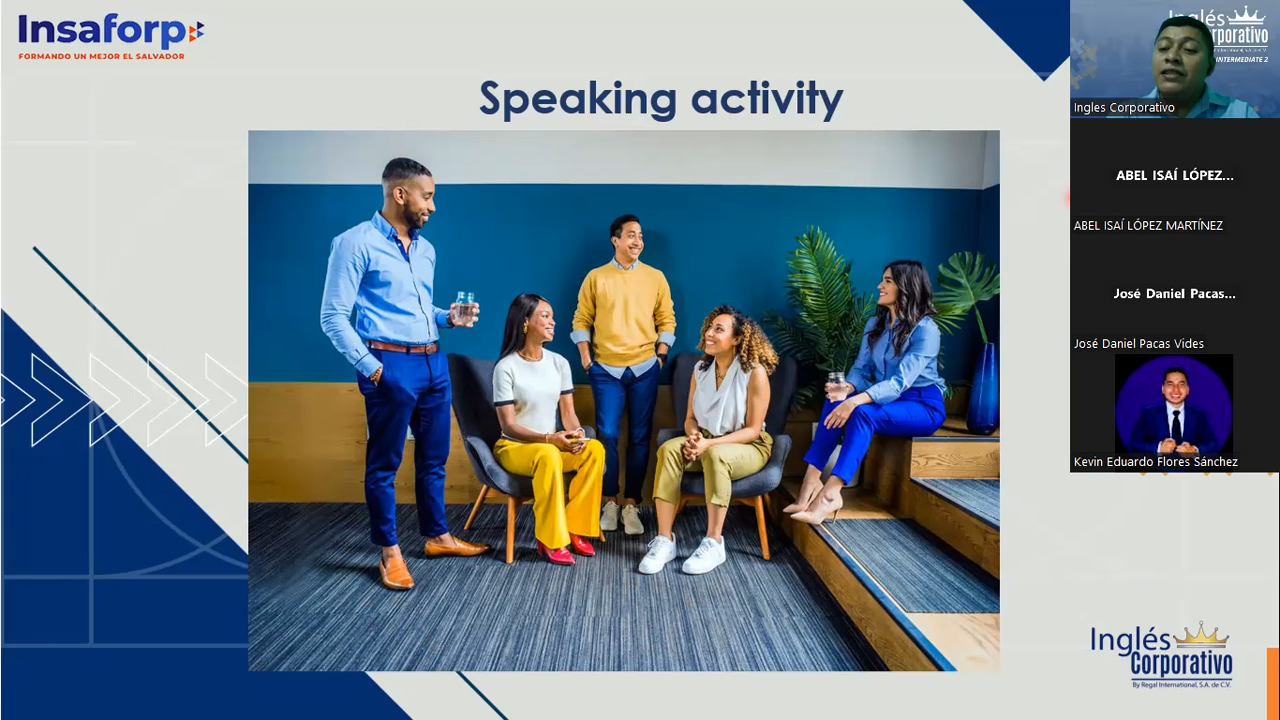 Insaforp
FORMANDO UN MEJOR EL SALVADOR
Speaking activity
Inglés
INTERMEDIATE 2
Ingles Corporativo
ABEL ISAÍ LÓPEZ...
ABEL ISAÍ LÓPEZ MARTÍNEZ
José Daniel Pacas...
José Daniel Pacas Vides
Kevin Eduardo Flores Sánchez
Inglés
Corporativo
By Regal International, S.A. de C.V.